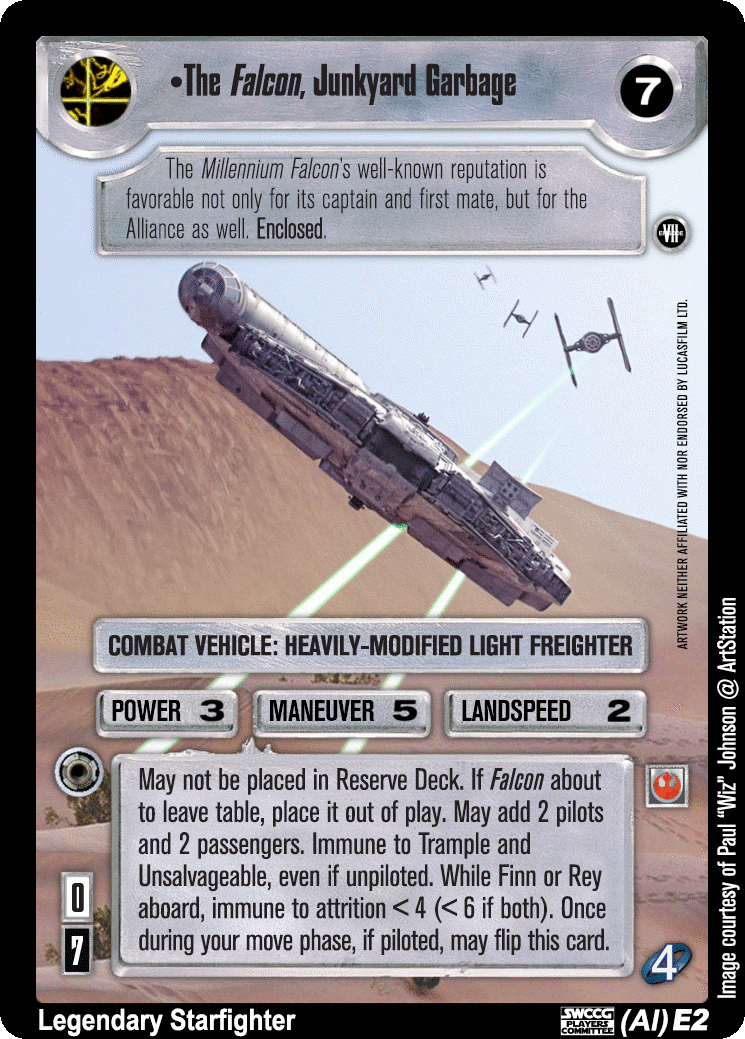 •The Falcon, Junkyard Garbage
7
The Millennium Falcon's well-known reputation is
favorable not only for its captain and first mate, but for the
Alliance as well. Enclosed.
EPISODE
VII
ARTWORK NEITHER AFFILIATED WITH NOR ENDORSED BY LUCASFILM LTD.
COMBAT VEHICLE: HEAVILY-MODIFIED LIGHT FREIGHTER
POWER 3
MANEUVER 5
LANDSPEED 2
May not be placed in Reserve Deck. If Falcon about
to leave table, place it out of play. May add 2 pilots
and 2 passengers. Immune to Trample and
Unsalvageable, even if unpiloted. While Finn or Rey
aboard, immune to attrition < 4 (< 6 if both). Once
during your move phase, if piloted, may flip this card.
0
7
4
Image courtesy of Paul “Wiz” Johnson @ ArtStation
Legendary Starfighter
SWCCG
PLAYERS
COMMITTEE
(AI) E2